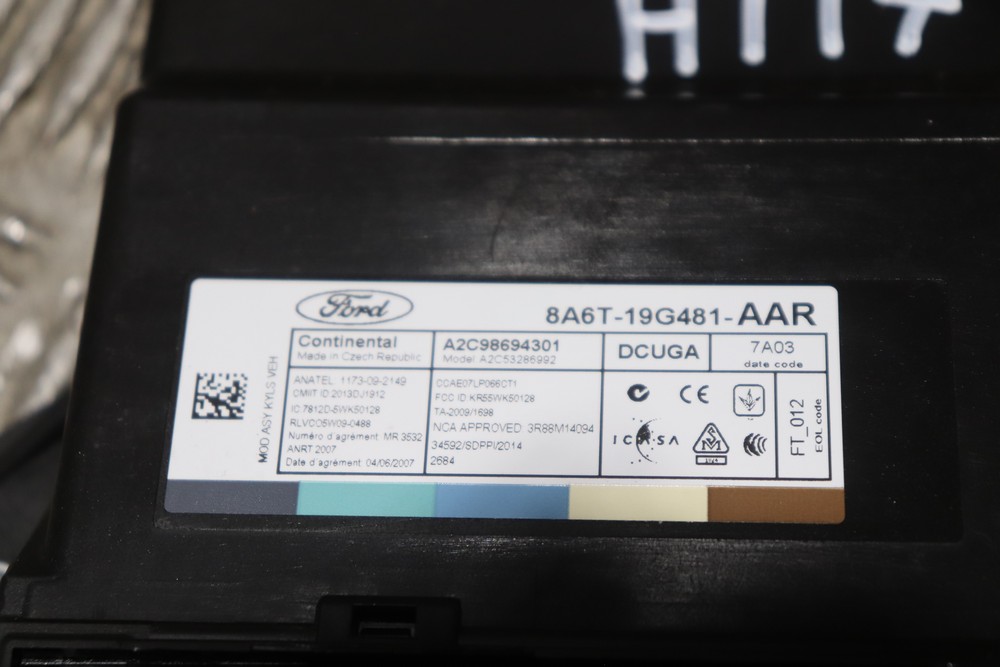 H117
Ford
8A6T-19G481-AAR
Continental
Made in Czech Republic
A2C98694301
Model: A2C53286992
DCUGA
7A03
date code
MOD ASY KYLS VEH
ANATEL: 1173-09-2149
CMIIT ID:2013DJ1912
IC:7812D-5WK50128
RLVDD5W09-0488
Numéro d'agrément: MR 3532
ANRT 2007
Date d'agrément: 04/06/2007
CCAE07LP0660T1
FCC ID:KR55WK50128
TA-2009/1698
NCA APPROVED: 3R88M14094
34592/SDPPI/2014
2684
CE
ICASA
FT_012
EOL code